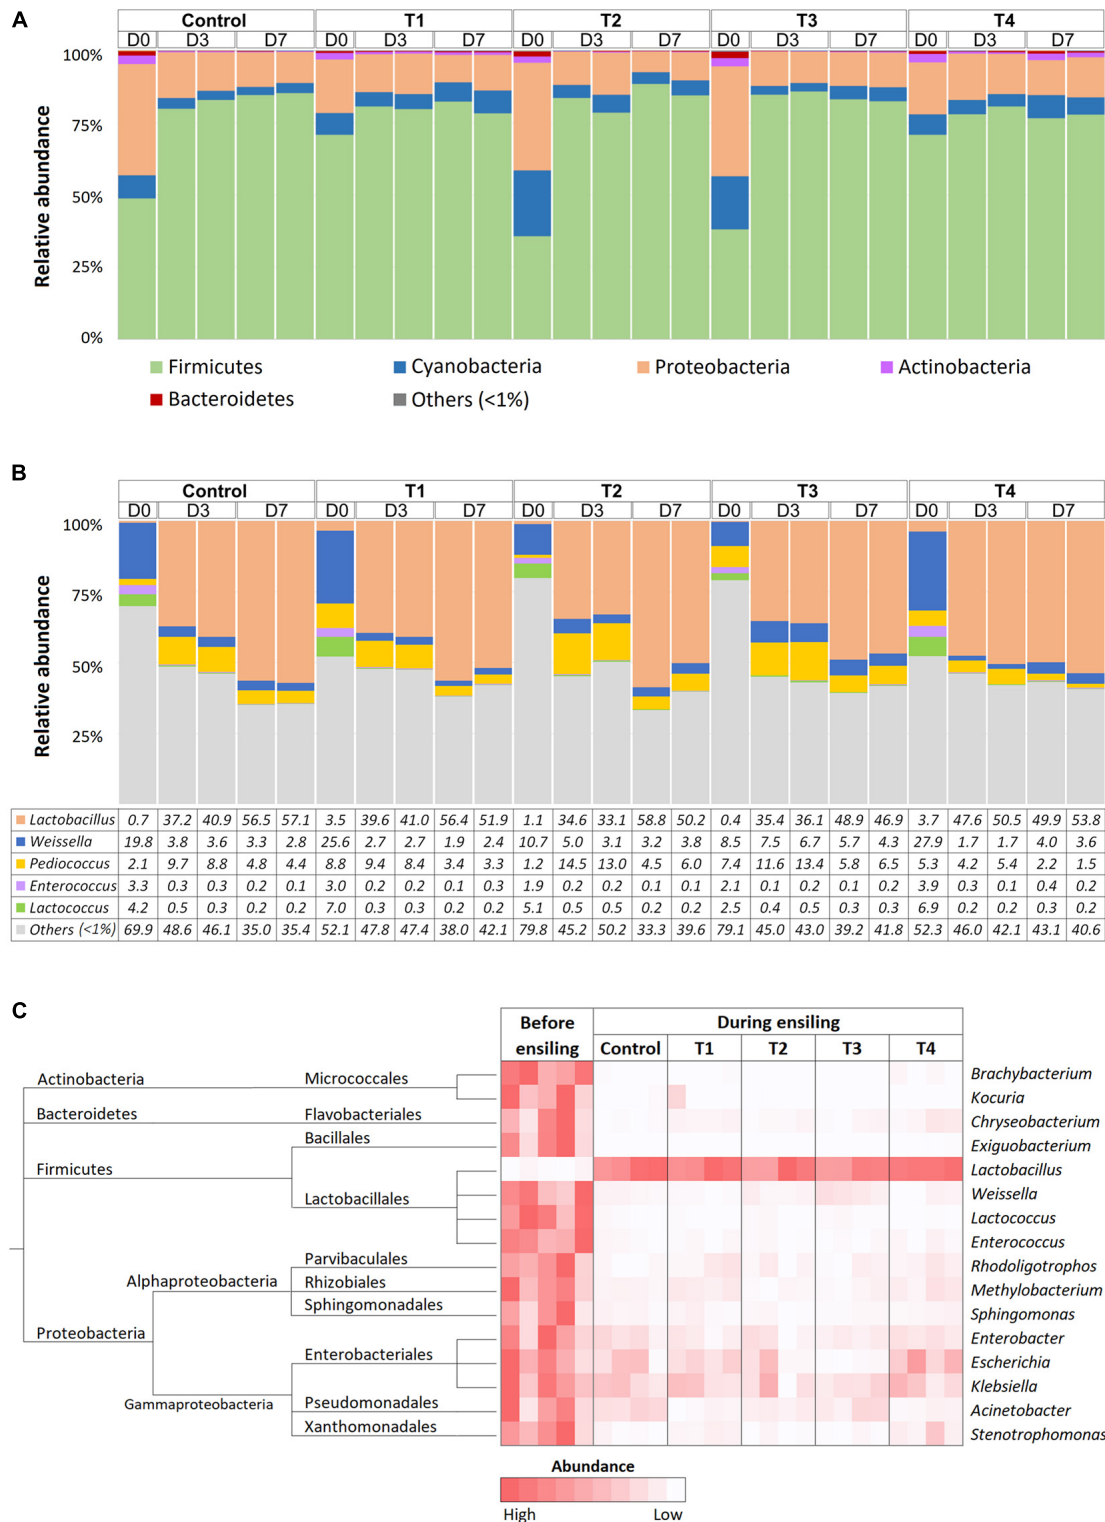 A
Control T1 T2 T3 T4
D0 D3 D7 D0 D3 D7 D0 D3 D7 D0 D3 D7 D0 D3 D7
Relative abundance
100%
75%
50%
25%
0%
Firmicutes Cyanobacteria Proteobacteria Actinobacteria
Bacteroidetes Others (<1%)
B
Control T1 T2 T3 T4
D0 D3 D7 D0 D3 D7 D0 D3 D7 D0 D3 D7 D0 D3 D7
Relative abundance
100%
75%
50%
25%
Lactobacillus 0.7 37.2 40.9 56.5 57.1 3.5 39.6 41.0 56.4 51.9 1.1 34.6 33.1 58.8 50.2 0.4 35.4 36.1 48.9 46.9 3.7 47.6 50.5 49.9 53.8
Weissella 19.8 3.8 3.6 3.3 2.8 25.6 2.7 2.7 1.9 2.4 10.7 5.0 3.1 3.2 3.8 8.5 7.5 6.7 5.7 4.3 27.9 1.7 1.7 4.0 3.6
Pediococcus 2.1 9.7 8.8 4.8 4.4 8.8 9.4 8.4 3.4 3.3 1.2 14.5 13.0 4.5 6.0 7.4 11.6 13.4 5.8 6.5 5.3 4.2 5.4 2.2 1.5
Enterococcus 3.3 0.3 0.3 0.2 0.1 3.0 0.2 0.2 0.1 0.3 1.9 0.2 0.2 0.1 0.1 2.1 0.1 0.2 0.1 0.2 3.9 0.3 0.1 0.4 0.2
Lactococcus 4.2 0.5 0.3 0.2 0.2 7.0 0.3 0.3 0.2 0.2 5.1 0.5 0.5 0.2 0.2 2.5 0.4 0.5 0.3 0.3 6.9 0.2 0.2 0.3 0.2
Others (<1%) 69.9 48.6 46.1 35.0 35.4 52.1 47.8 47.4 38.0 42.1 79.8 45.2 50.2 33.3 39.6 79.1 45.0 43.0 39.2 41.8 52.3 46.0 42.1 43.1 40.6
C
Before ensiling
During ensiling
Control T1 T2 T3 T4
Actinobacteria Micrococcales Brachybacterium
Kocuria
Bacteroidetes Flavobacteriales Chryseobacterium
Bacillales Exiguobacterium
Firmicutes Lactobacillus
Lactobacillales Weissella
Lactococcus
Enterococcus
Parvibaculales Rhodoligotrophos
Alphaproteobacteria Rhizobiales Methylobacterium
Sphingomonadales Sphingomonas
Proteobacteria Enterobacter
Enterobacteriales Escherichia
Klebsiella
Gammaproteobacteria Pseudomonadales Acinetobacter
Xanthomonadales Stenotrophomonas
Abundance
High Low